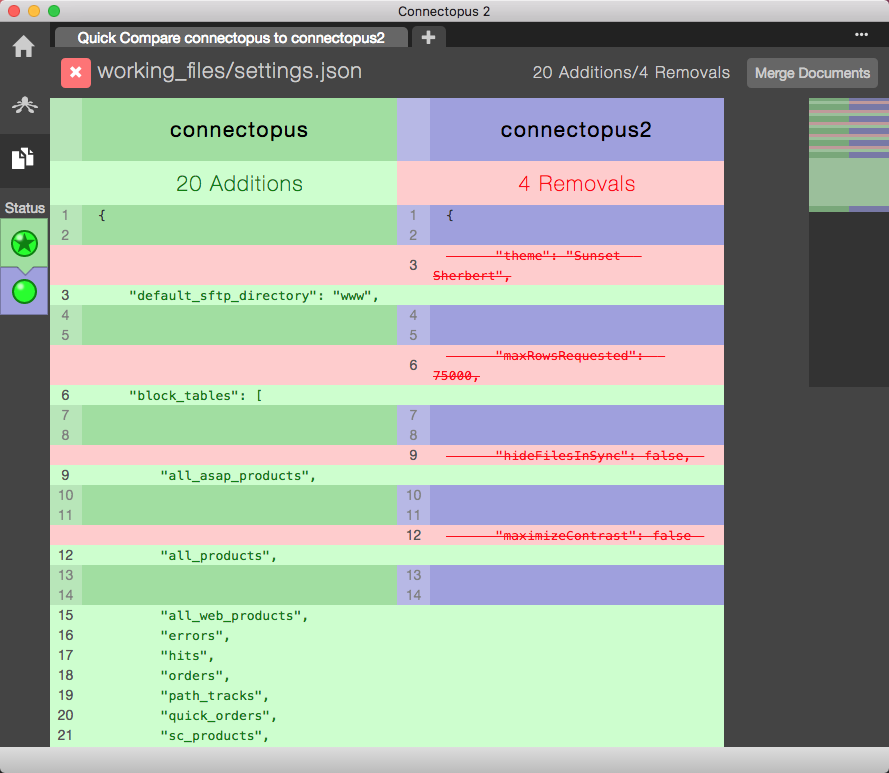 Connectopus 2
Quick Compare connectopus to connectopus2
working_files/settings.json
20 Additions/4 Removals
Merge Documents
connectopus
connectopus2
Status
20 Additions
4 Removals
1 { 1 {
2 2
3 "theme": "Sunset
Sherbert",
3 "default_sftp_directory": "www",
4 4
5 5
6 "maxRowsRequested":
75000,
6 "block_tables": [
7 7
8 8
9 "hideFilesInSync": false,
9 "all_asap_products",
10 10
11 11
12 "maximizeContrast": false
12 "all_products",
13 13
14 14
15 "all_web_products",
16 "errors",
17 "hits",
18 "orders",
19 "path_tracks",
20 "quick_orders",
21 "sc_products",